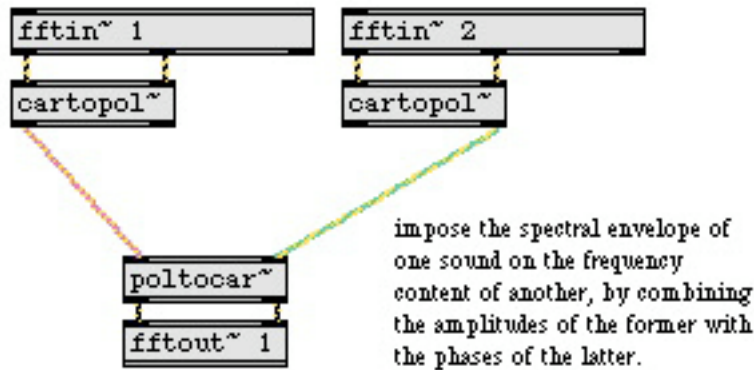 fftin~ 1
fftin~ 2
cartopol~
cartopol~
impose the spectral envelope of
one sound on the frequency
content of another, by combining
the amplitudes of the former with
the phases of the latter.
poltocar~
fftout~ 1